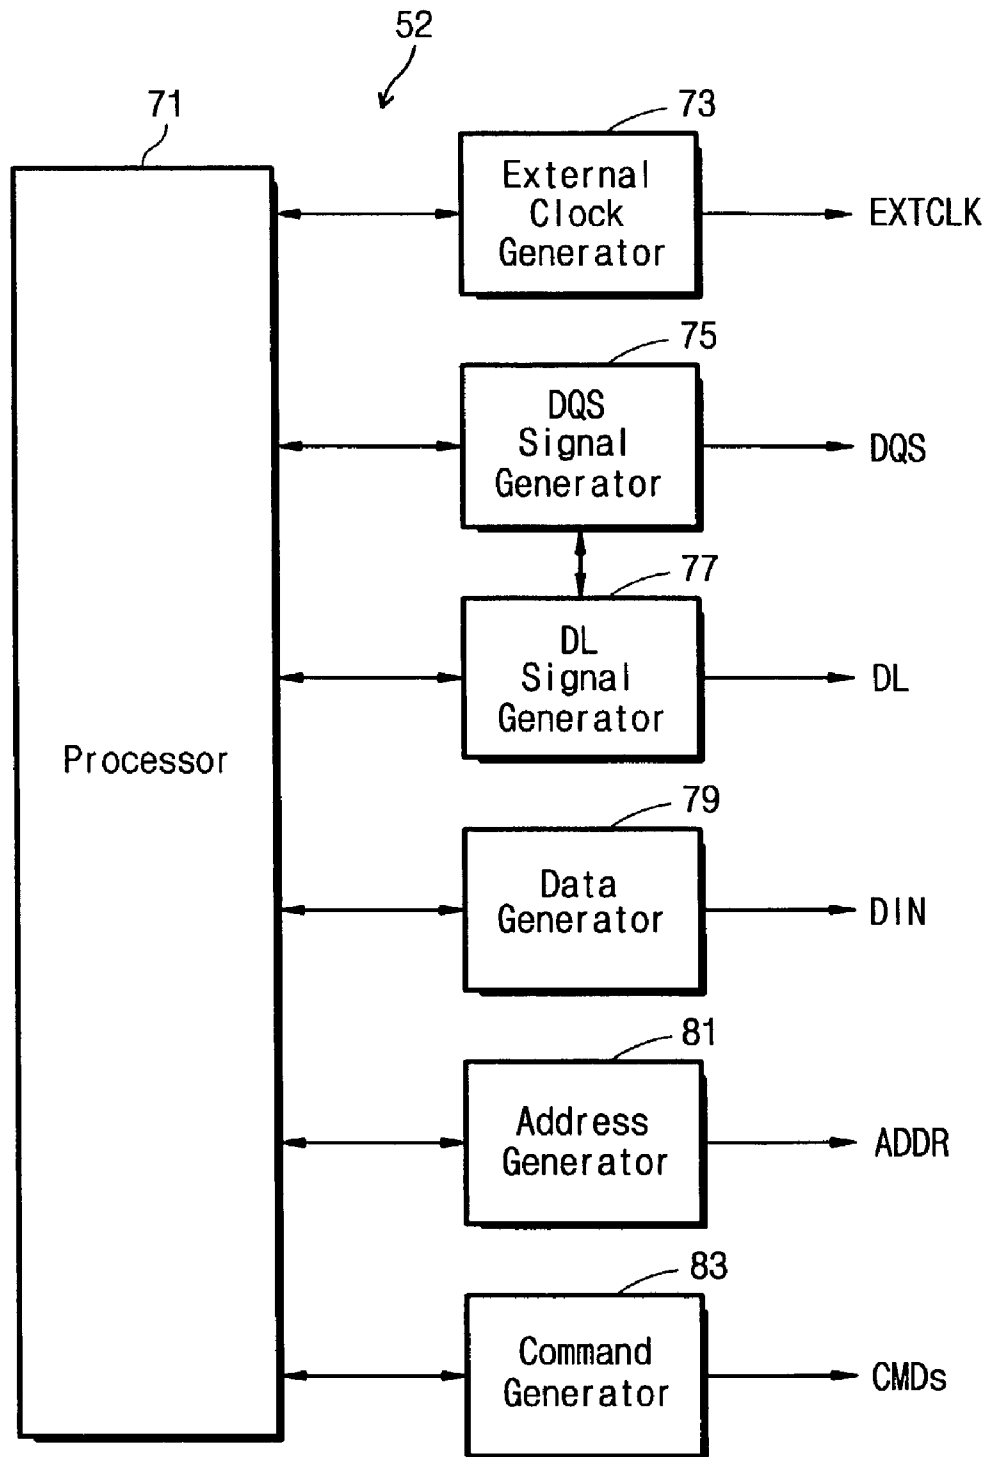 52
71
Processor
73
External
Clock
Generator
EXTCLK
75
DQS
Signal
Generator
DQS
77
DL
Signal
Generator
DL
79
Data
Generator
DIN
81
Address
Generator
ADDR
83
Command
Generator
CMDs